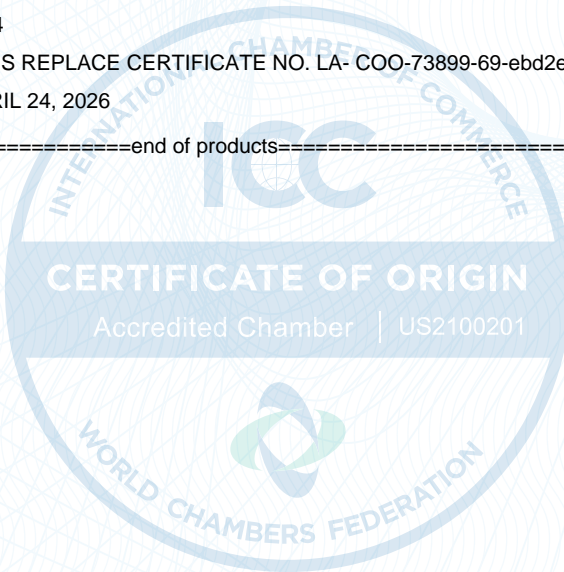 4
S REPLACE CERTIFICATE NO. LA- COO-73899-69-ebd2e
RIL 24, 2026
===========end of products========================
INTERNATIONAL CHAMBER OF COMMERCE
ICC
CERTIFICATE OF ORIGIN
Accredited Chamber | US2100201
WORLD CHAMBERS FEDERATION